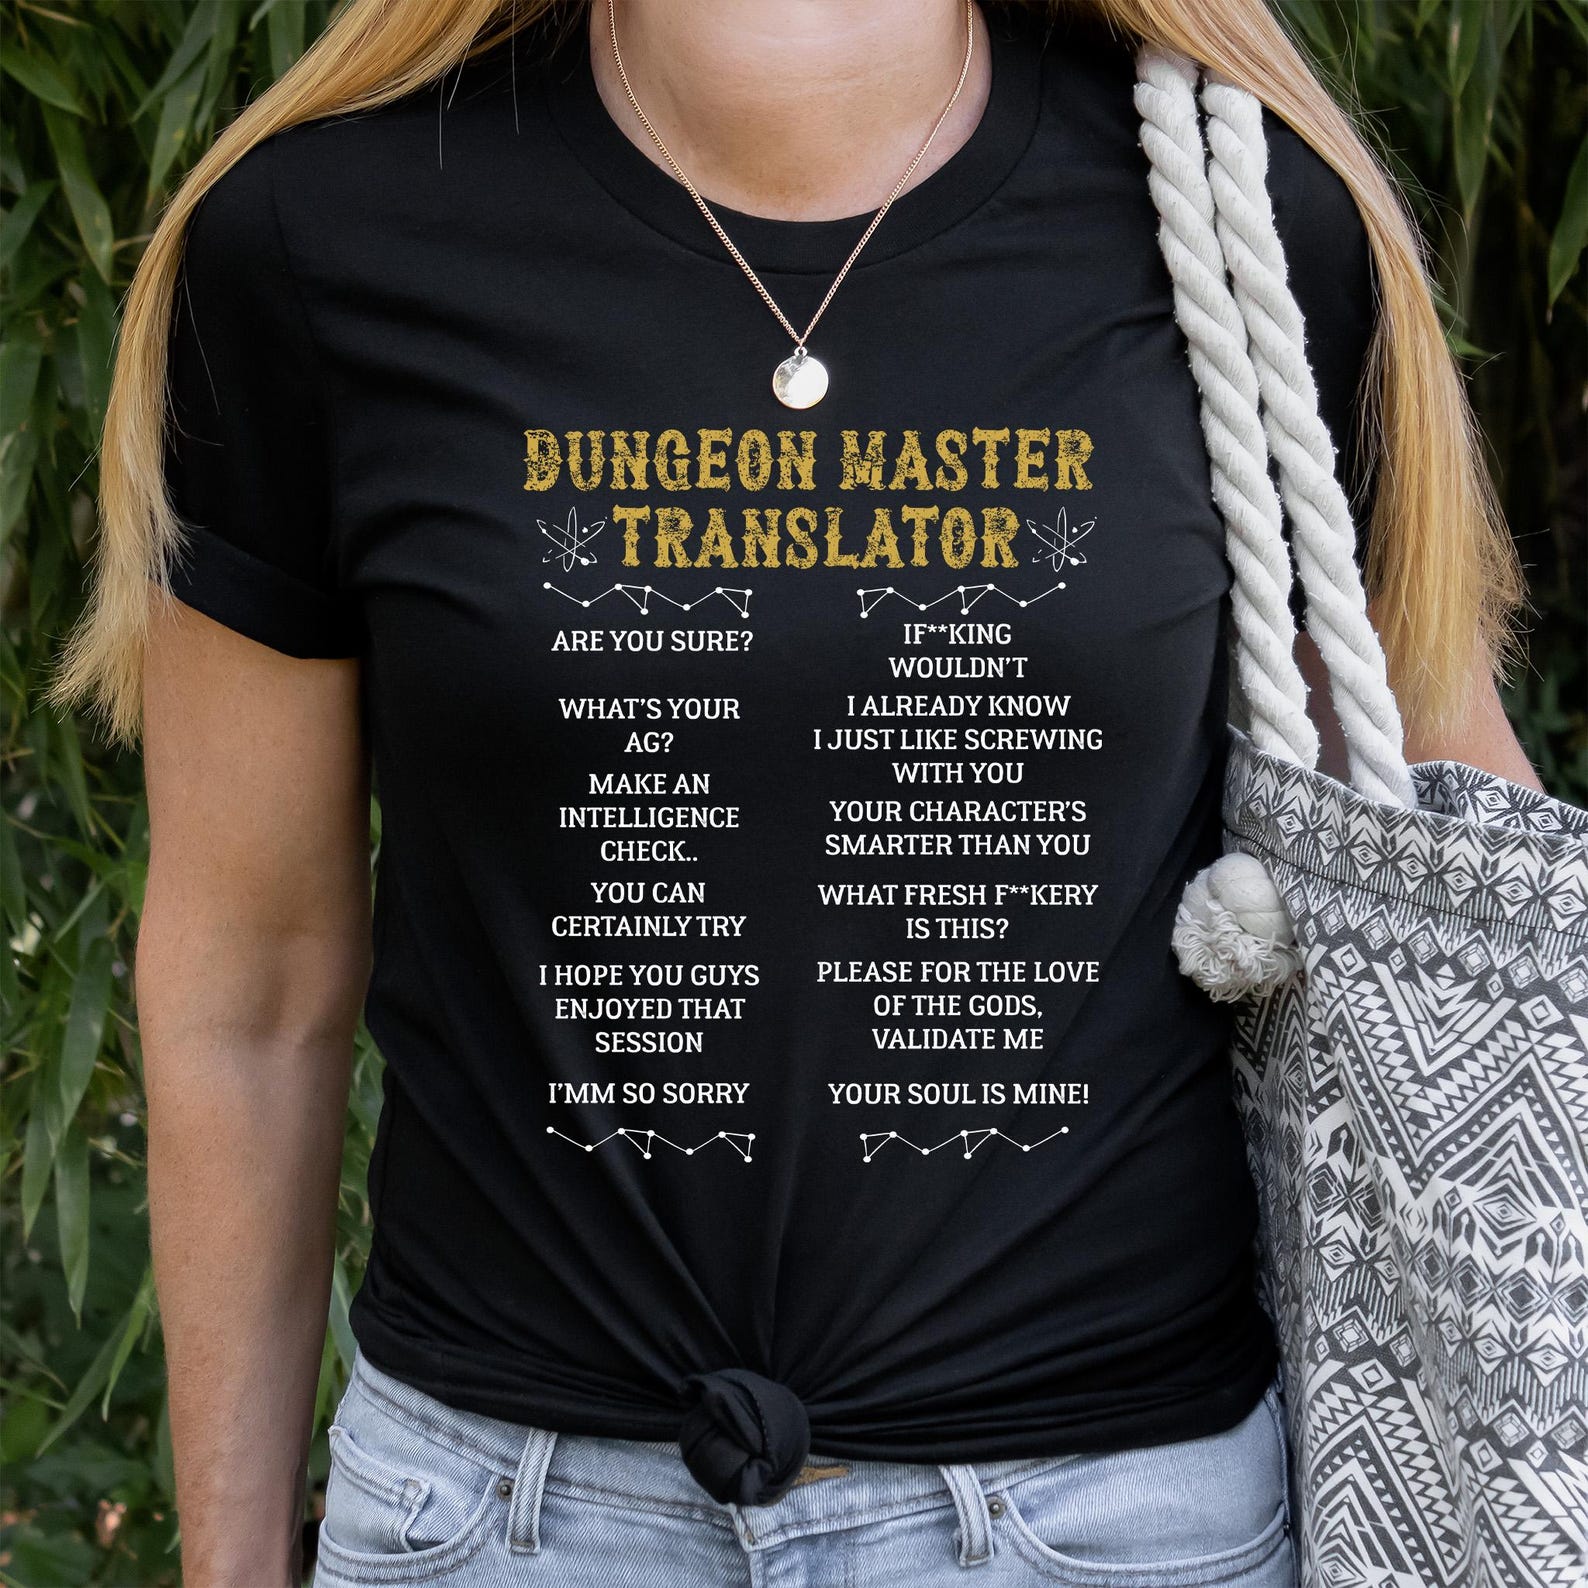 DUNGEON MASTER
TRANSLATOR
ARE YOU SURE?
IF**KING
WOULDN'T
WHAT'S YOUR
AG?
I ALREADY KNOW
I JUST LIKE SCREWING
WITH YOU
MAKE AN
INTELLIGENCE
CHECK..
YOUR CHARACTER'S
SMARTER THAN YOU
YOU CAN
CERTAINLY TRY
WHAT FRESH F**KERY
IS THIS?
I HOPE YOU GUYS
ENJOYED THAT
SESSION
PLEASE FOR THE LOVE
OF THE GODS,
VALIDATE ME
I'MM SO SORRY
YOUR SOUL IS MINE!